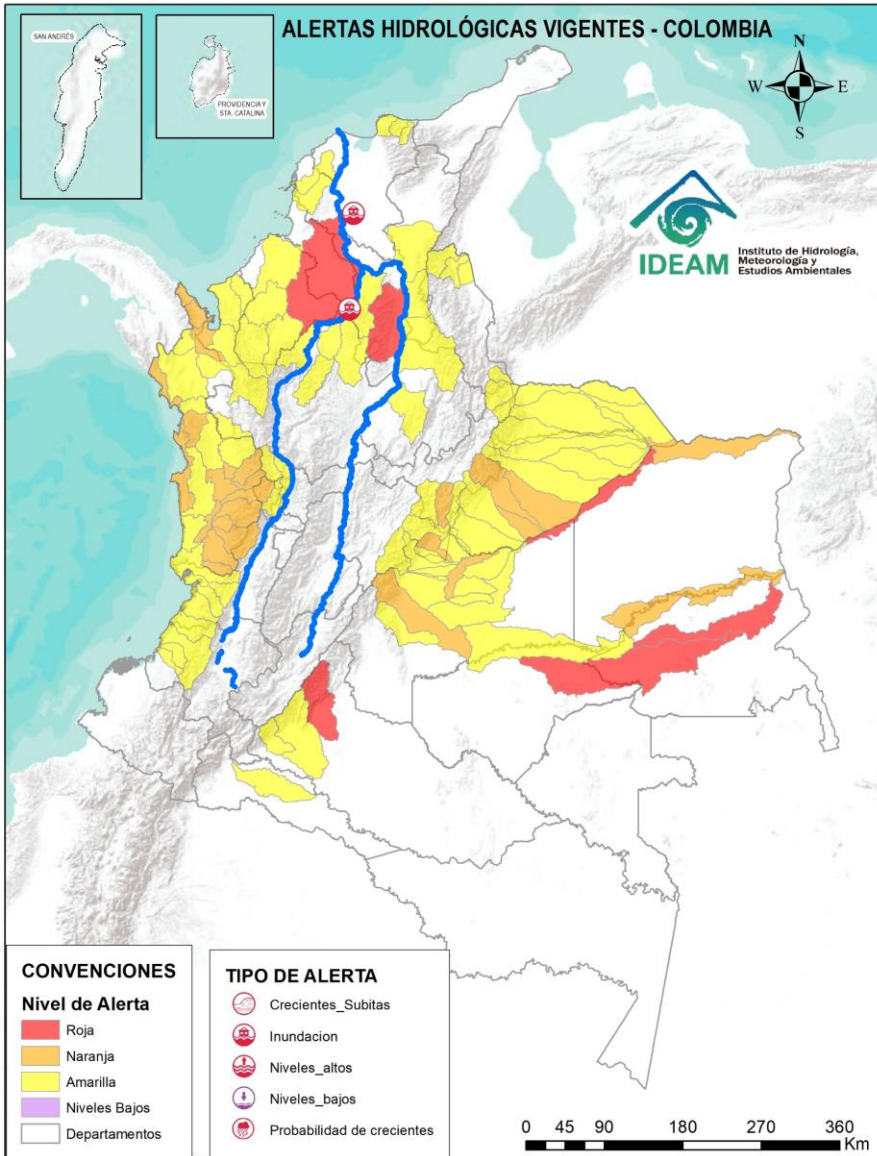 ALERTAS HIDROLÓGICAS VIGENTES - COLOMBIA
SAN ANDRÉS
PROVIDENCIA Y
STA. CATALINA
N
W
E
S
IDEAM
Instituto de Hidrología,
Meteorología y
Estudios Ambientales
CONVENCIONES
Nivel de Alerta
Roja
Naranja
Amarilla
Niveles Bajos
Departamentos
TIPO DE ALERTA
Crecientes_Subitas
Inundacion
Niveles_altos
Niveles_bajos
Probabilidad de crecientes
0 45 90 180 270 360
Km